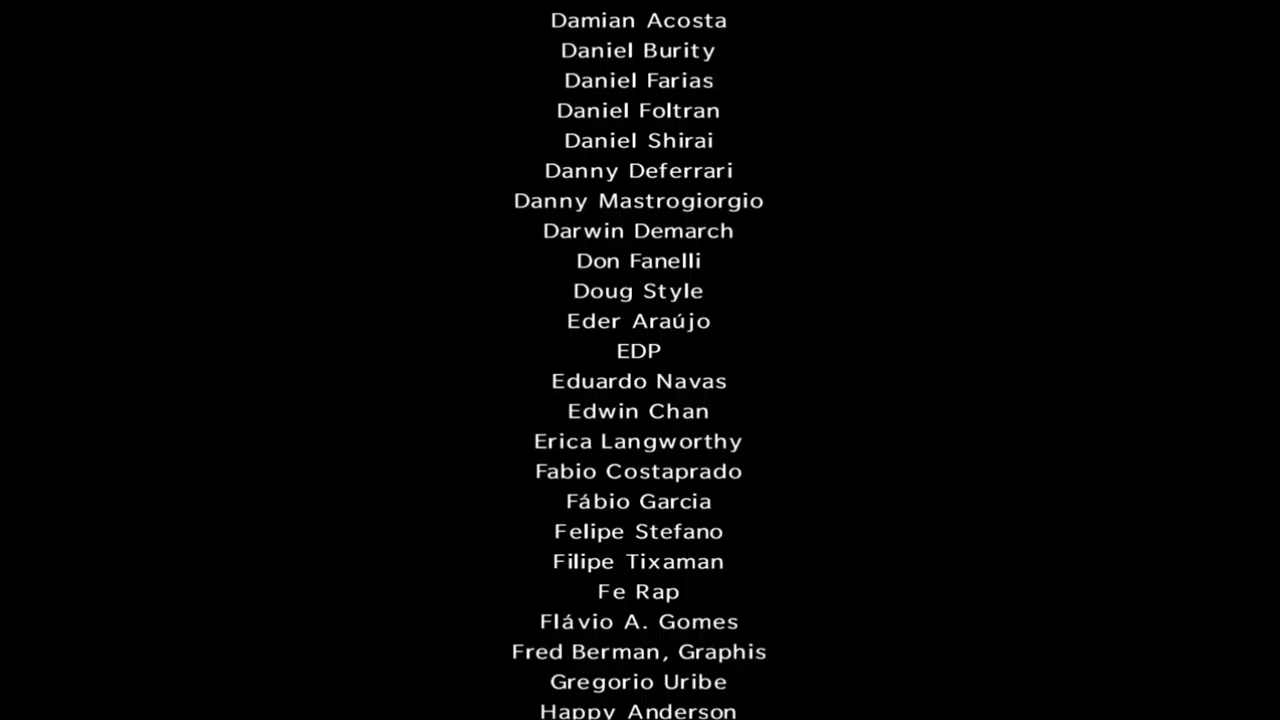 Damian Acosta
Daniel Burity
Daniel Farias
Daniel Foltran
Daniel Shirai
Danny Deferrari
Danny Mastrogiorgio
Darwin Demarch
Don Fanelli
Doug Style
Eder Araújo
EDP
Eduardo Navas
Edwin Chan
Erica Langworthy
Fabio Costaprado
Fábio Garcia
Felipe Stefano
Filipe Tixaman
Fe Rap
Flávio A. Gomes
Fred Berman, Graphis
Gregorio Uribe
Happy Anderson